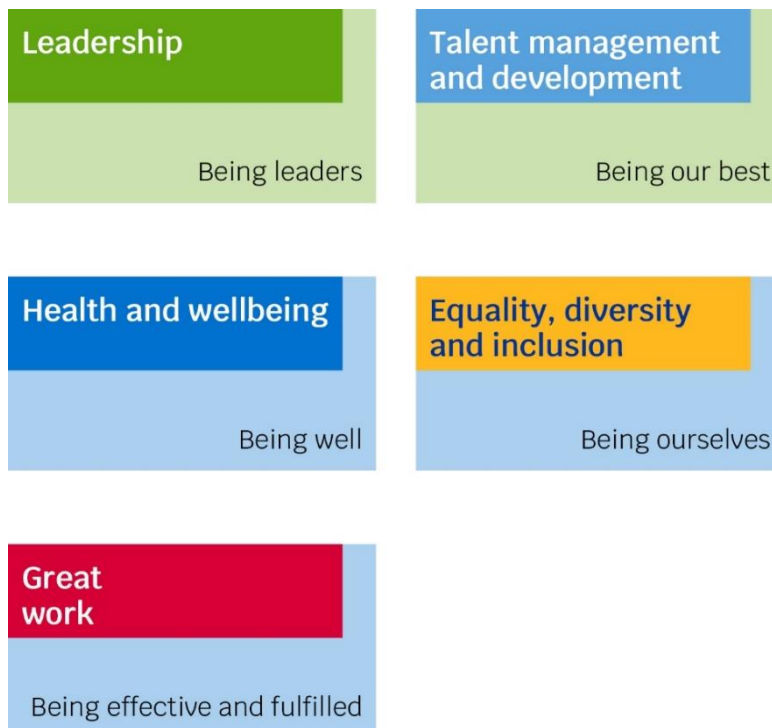 Leadership
Being leaders
Talent management
and development
Being our best
Health and wellbeing
Being well
Equality, diversity
and inclusion
Being ourselves
Great
work
Being effective and fulfilled